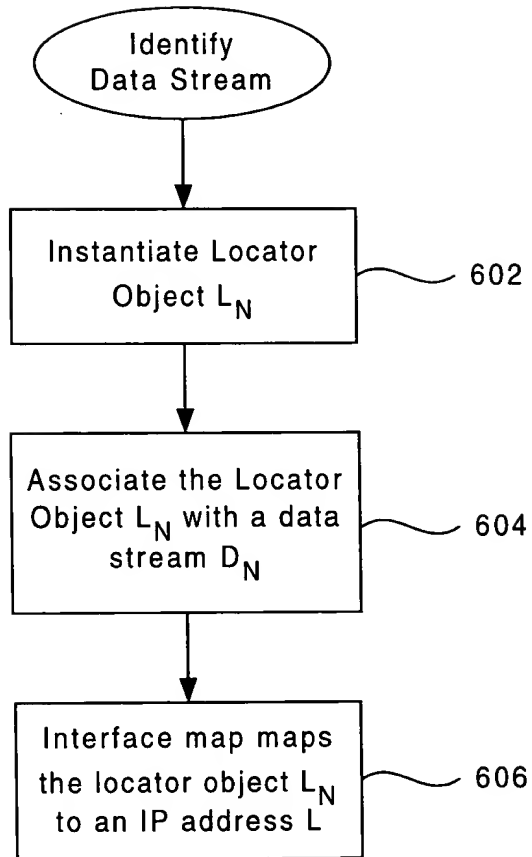 Identify
Data Stream
Instantiate Locator
Object L_N
602
Associate the Locator
Object L_N with a data
stream D_N
604
Interface map maps
the locator object L_N
to an IP address L
606